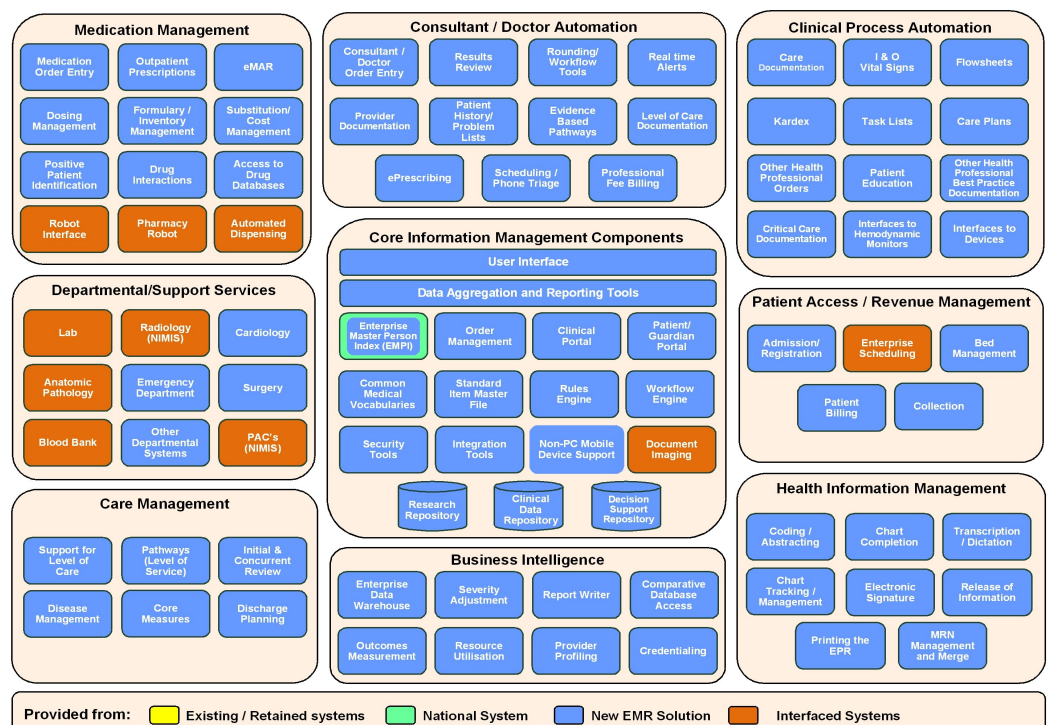 Medication Management
Medication
Order Entry
Outpatient
Prescriptions
eMAR
Dosing
Management
Formulary /
Inventory
Management
Substitution/
Cost
Management
Positive
Patient
Identification
Drug
Interactions
Access to
Drug
Databases
Robot
Interface
Pharmacy
Robot
Automated
Dispensing
Departmental/Support Services
Lab
Radiology
(NIMIS)
Cardiology
Anatomic
Pathology
Emergency
Department
Surgery
Blood Bank
Other
Departmental
Systems
PAC's
(NIMIS)
Care Management
Support for
Level of
Care
Pathways
(Level of
Service)
Initial &
Concurrent
Review
Disease
Management
Core
Measures
Discharge
Planning
Consultant / Doctor Automation
Consultant /
Doctor
Order Entry
Results
Review
Rounding/
Workflow
Tools
Real time
Alerts
Provider
Documentation
Patient
History/
Problem
Lists
Evidence
Based
Pathways
Level of Care
Documentation
ePrescribing
Scheduling /
Phone Triage
Professional
Fee Billing
Core Information Management Components
User Interface
Data Aggregation and Reporting Tools
Enterprise
Master Person
Index (EMPI)
Order
Management
Clinical
Portal
Patient/
Guardian
Portal
Common
Medical
Vocabularies
Standard
Item Master
File
Rules
Engine
Workflow
Engine
Security
Tools
Integration
Tools
Non-PC Mobile
Device Support
Document
Imaging
Research
Repository
Clinical
Data
Repository
Decision
Support
Repository
Business Intelligence
Enterprise
Data
Warehouse
Severity
Adjustment
Report Writer
Comparative
Database
Access
Outcomes
Measurement
Resource
Utilisation
Provider
Profiling
Credentialing
Clinical Process Automation
Care
Documentation
I & O
Vital Signs
Flowsheets
Kardex
Task Lists
Care Plans
Other Health
Professional
Orders
Patient
Education
Other Health
Professional
Best Practice
Documentation
Critical Care
Documentation
Interfaces to
Hemodynamic
Monitors
Interfaces to
Devices
Patient Access / Revenue Management
Admission/
Registration
Enterprise
Scheduling
Bed
Management
Patient
Billing
Collection
Health Information Management
Coding /
Abstracting
Chart
Completion
Transcription
/ Dictation
Chart
Tracking /
Management
Electronic
Signature
Release of
Information
Printing the
EPR
MRN
Management
and Merge
Provided from:
Existing / Retained systems
National System
New EMR Solution
Interfaced Systems